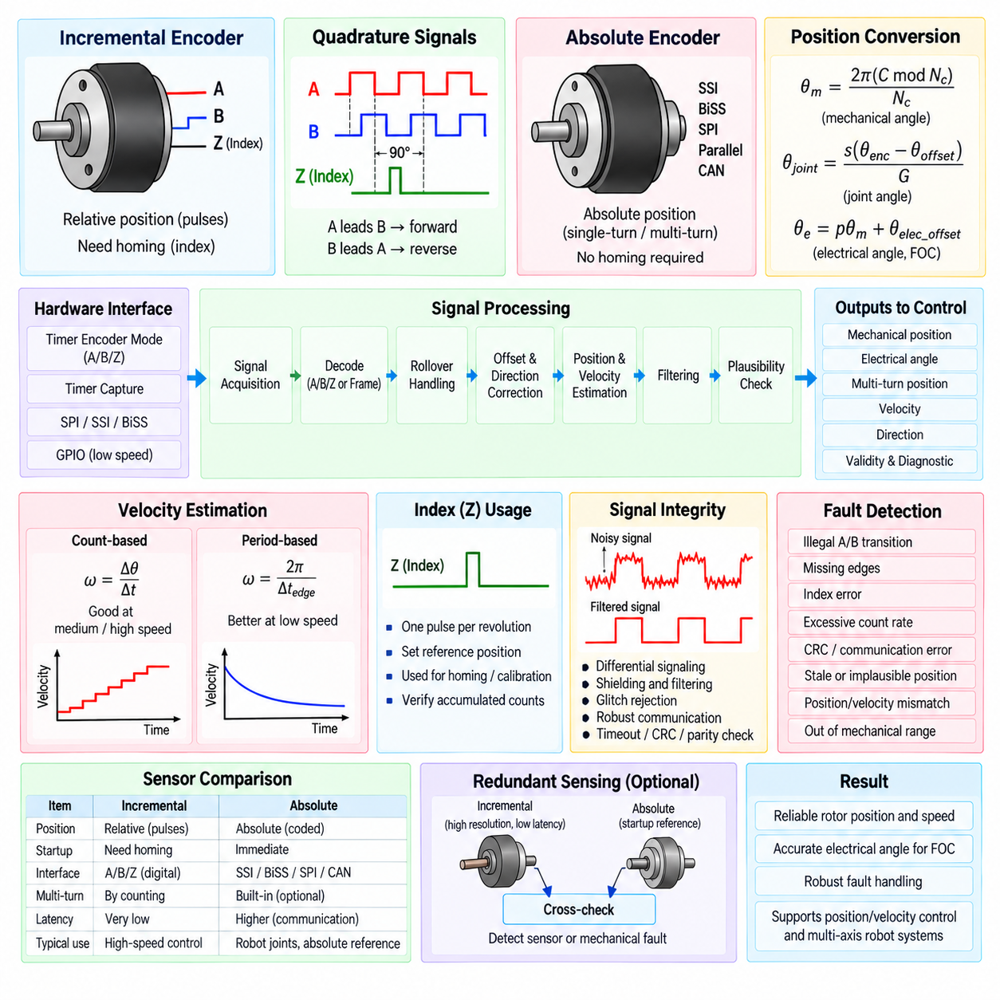 Incremental Encoder
A
B
Z (Index)
Relative position (pulses)
Need homing (index)
Quadrature Signals
A
B
90°
Z (Index)
A leads B → forward
B leads A → reverse
Absolute Encoder
SSI
BiSS
SPI
Parallel
CAN
Absolute position
(single-turn / multi-turn)
No homing required
Position Conversion
θ_m = 2π(C mod N_c) / N_c
(mechanical angle)
θ_joint = s(θ_enc − θ_offset) / G
(joint angle)
θ_e = pθ_m + θ_elec_offset
(electrical angle, FOC)
Hardware Interface
Timer Encoder Mode
(A/B/Z)
Timer Capture
SPI / SSI / BiSS
GPIO (low speed)
Signal Processing
Signal
Acquisition
Decode
(A/B/Z or Frame)
Rollover
Handling
Offset &
Direction
Correction
Position &
Velocity
Estimation
Filtering
Plausibility
Check
Outputs to Control
Mechanical position
Electrical angle
Multi-turn position
Velocity
Direction
Validity & Diagnostic
Velocity Estimation
Count-based
ω = Δθ / Δt
Good at
medium / high speed
Velocity
Time
Period-based
ω = 2π / Δt_edge
Better at low speed
Velocity
Time
Index (Z) Usage
Z (Index)
One pulse per revolution
Set reference position
Used for homing / calibration
Verify accumulated counts
Signal Integrity
Noisy signal
Filtered signal
Differential signaling
Shielding and filtering
Glitch rejection
Robust communication
Timeout / CRC / parity check
Fault Detection
Illegal A/B transition
Missing edges
Index error
Excessive count rate
CRC / communication error
Stale or implausible position
Position/velocity mismatch
Out of mechanical range
Sensor Comparison
Item Incremental Absolute
Position Relative (pulses) Absolute (coded)
Startup Need homing Immediate
Interface A/B/Z (digital) SSI / BiSS / SPI / CAN
Multi-turn By counting Built-in (optional)
Latency Very low Higher (communication)
Typical use High-speed control Robot joints, absolute reference
Redundant Sensing (Optional)
Incremental
(high resolution, low latency)
Absolute
(startup reference)
Cross-check
Detect sensor or mechanical fault
Result
Reliable rotor position and speed
Accurate electrical angle for FOC
Robust fault handling
Supports position/velocity control
and multi-axis robot systems